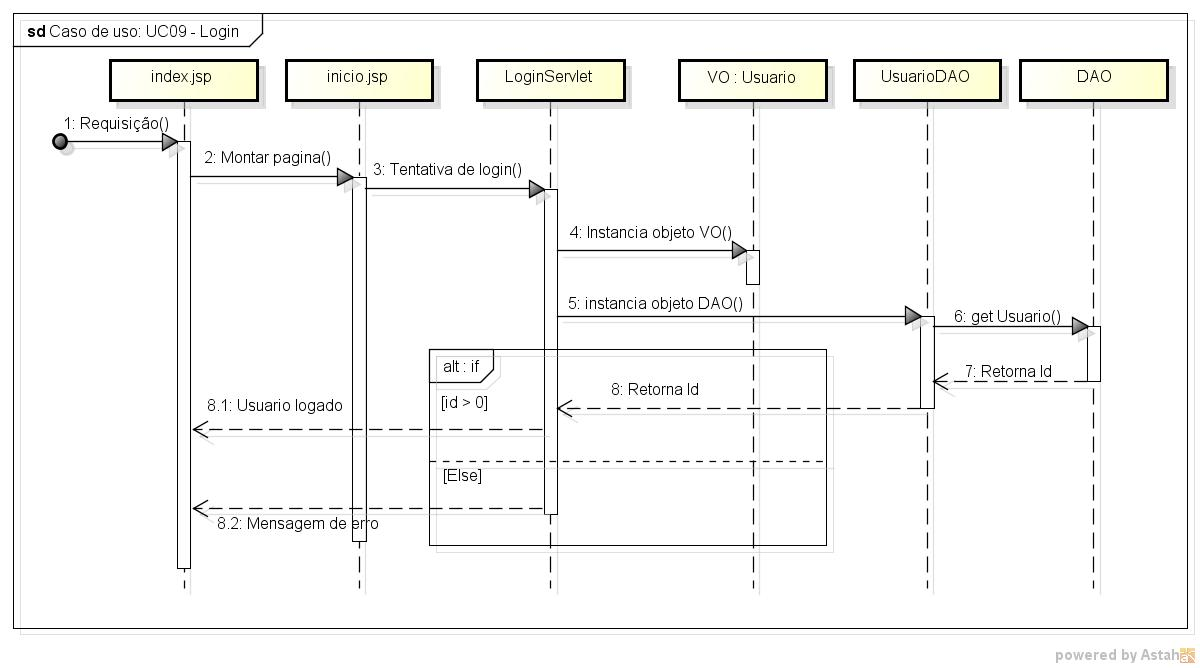 sd Caso de uso: UC09 - Login
index.jsp
inicio.jsp
LoginServlet
VO : Usuario
UsuarioDAO
DAO
1: Requisição()
2: Montar pagina()
3: Tentativa de login()
4: Instancia objeto VO()
5: instancia objeto DAO()
6: get Usuario()
7: Retorna Id
alt : if
8: Retorna Id
[id > 0]
8.1: Usuario logado
[Else]
8.2: Mensagem de erro
powered by Astah